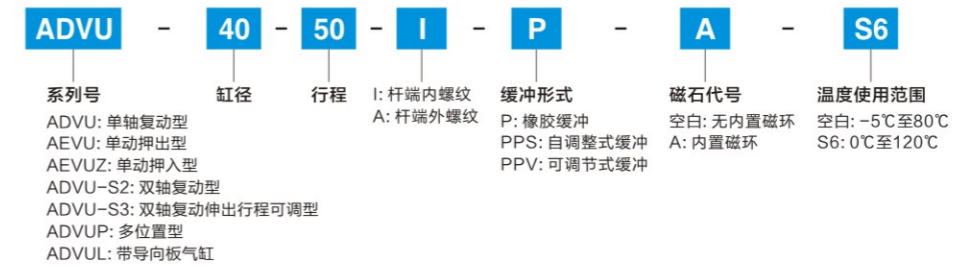 ADVU - 40 - 50 - I - P - A - S6
系列号
ADVU: 单轴复动型
AEVU: 单动押出型
AEVUZ: 单动押入型
ADVU-S2: 双轴复动型
ADVU-S3: 双轴复动伸出行程可调型
ADVUP: 多位置型
ADVUL: 带导向板气缸
缸径
行程
I: 杆端内螺纹
A: 杆端外螺纹
缓冲形式
P: 橡胶缓冲
PPS: 自调整式缓冲
PPV: 可调节式缓冲
磁石代号
空白: 无内置磁环
A: 内置磁环
温度使用范围
空白: -5℃至80℃
S6: 0℃至120℃